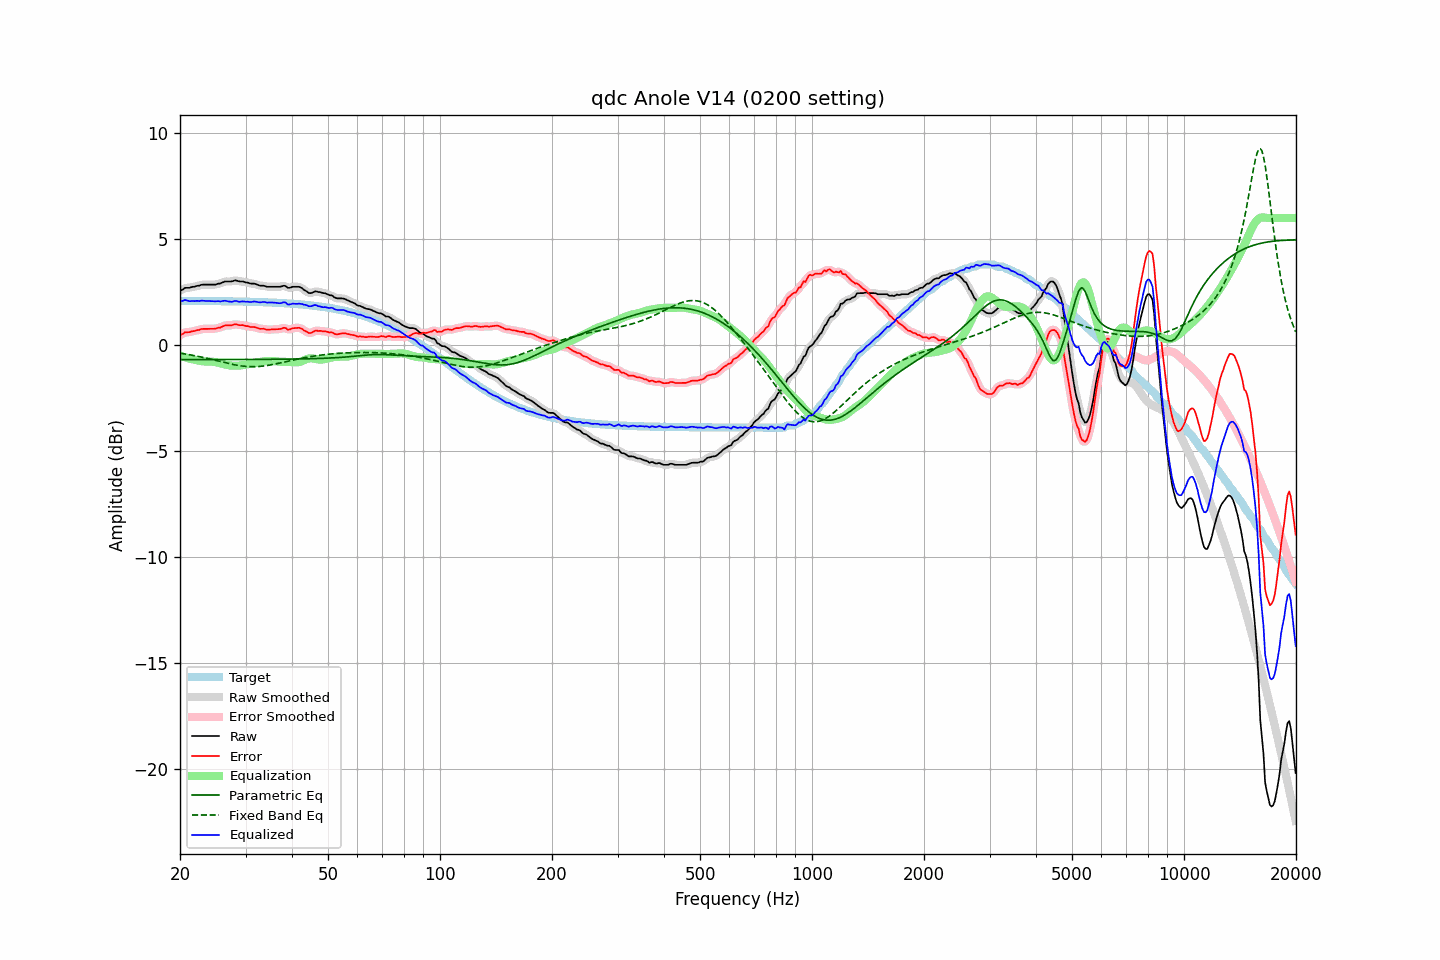 qdc Anole V14 (0200 setting)
Amplitude (dBr)
10
5
0
−5
−10
−15
−20
Target
Raw Smoothed
Error Smoothed
Raw
Error
Equalization
Parametric Eq
Fixed Band Eq
Equalized
20 50 100 200 500 1000 2000 5000 10000 20000
Frequency (Hz)